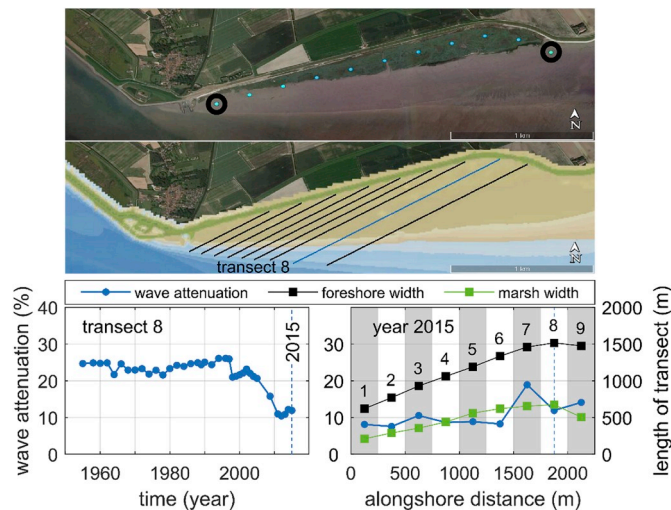 1 km
N
transect 8
1 km
N
wave attenuation foreshore width marsh width
wave attenuation (%)
40
30
20
10
0
transect 8
2015
1960 1980 2000
time (year)
year 2015
30
20
10
0
1 2 3 4 5 6 7 8 9
0 500 1000 1500 2000
alongshore distance (m)
2000
1500
1000
500
0
length of transect (m)